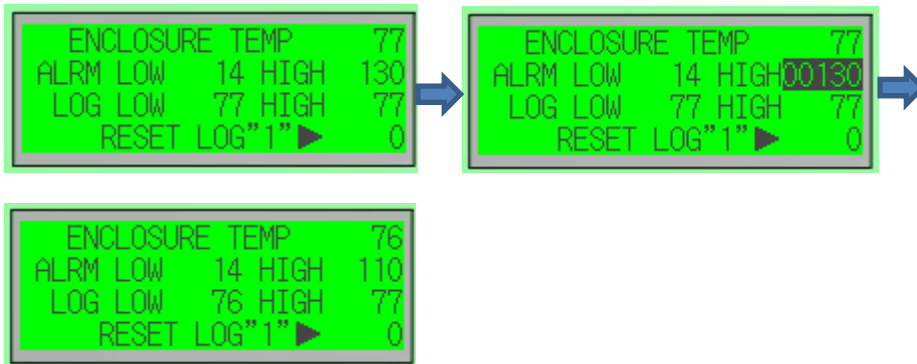 ENCLOSURE TEMP 77
ALRM LOW 14 HIGH 130
LOG LOW 77 HIGH 77
RESET LOG"1"▶ 0
ENCLOSURE TEMP 77
ALRM LOW 14 HIGH00130
LOG LOW 77 HIGH 77
RESET LOG"1"▶ 0
ENCLOSURE TEMP 76
ALRM LOW 14 HIGH 110
LOG LOW 76 HIGH 77
RESET LOG"1"▶ 0